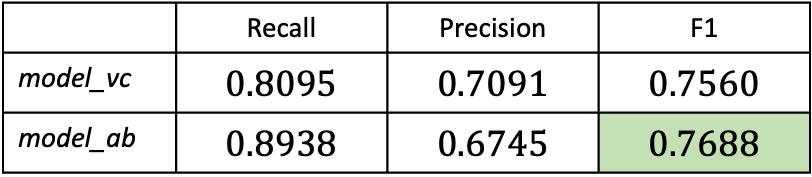 Recall Precision F1
model_vc 0.8095 0.7091 0.7560
model_ab 0.8938 0.6745 0.7688